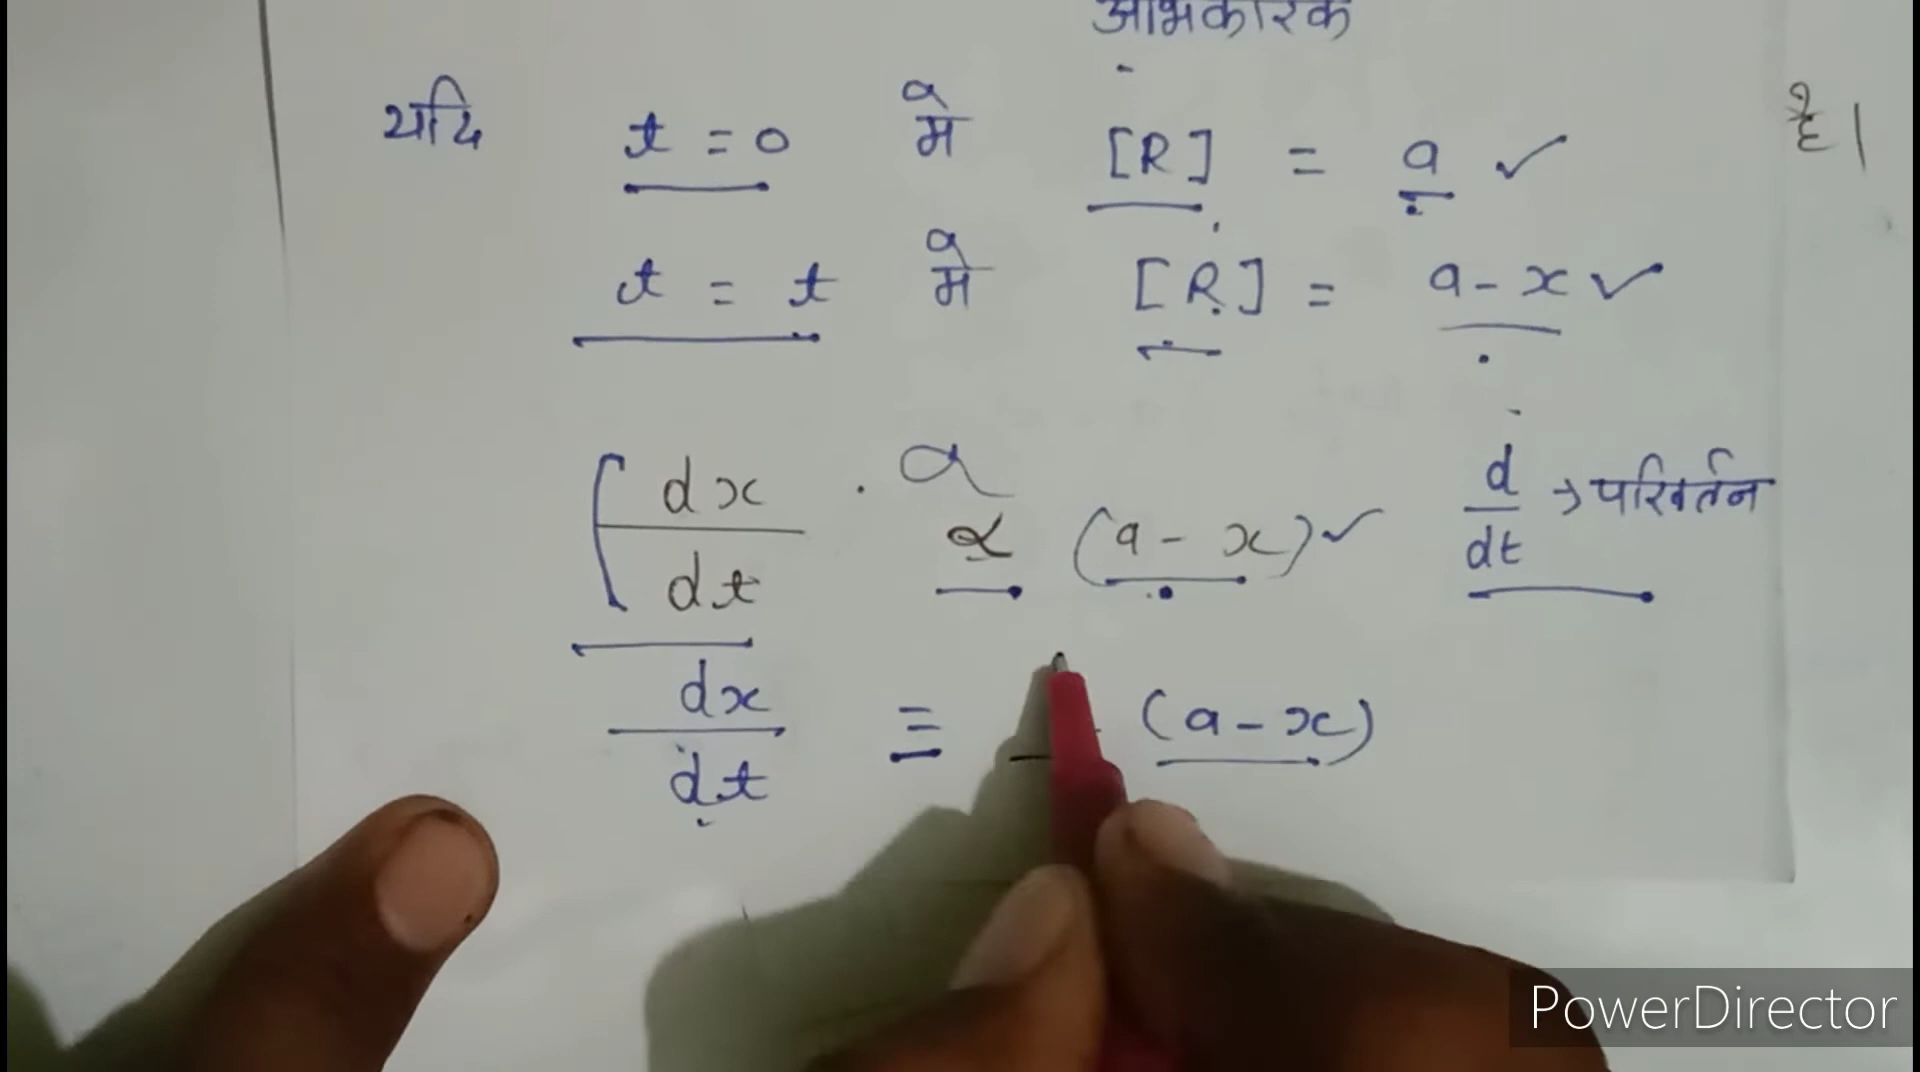 अभिकारक
यदि t = 0 मे [R] = a ✓ है।
t = t मे [R] = a - x ✓
dx/dt ∝ (a - x) ✓ d/dt → परिवर्तन
dx/dt = (a - x)
PowerDirector